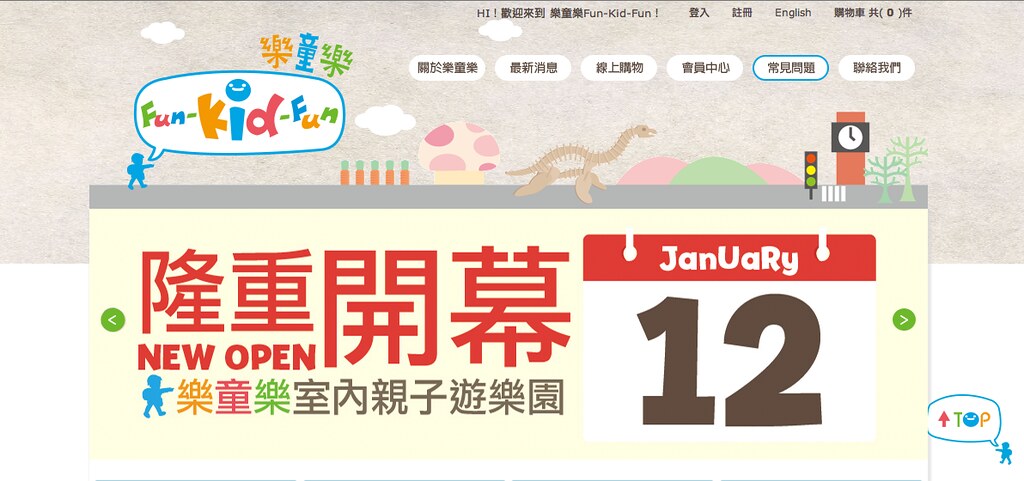 HI！歡迎來到 樂童樂Fun-Kid-Fun！ 登入 註冊 English 購物車 共( 0 )件
樂童樂
Fun-Kid-Fun
關於樂童樂 最新消息 線上購物 會員中心 常見問題 聯絡我們
隆重開幕
NEW OPEN
樂童樂室內親子遊樂園
JanUaRy
12
<
>
TOP